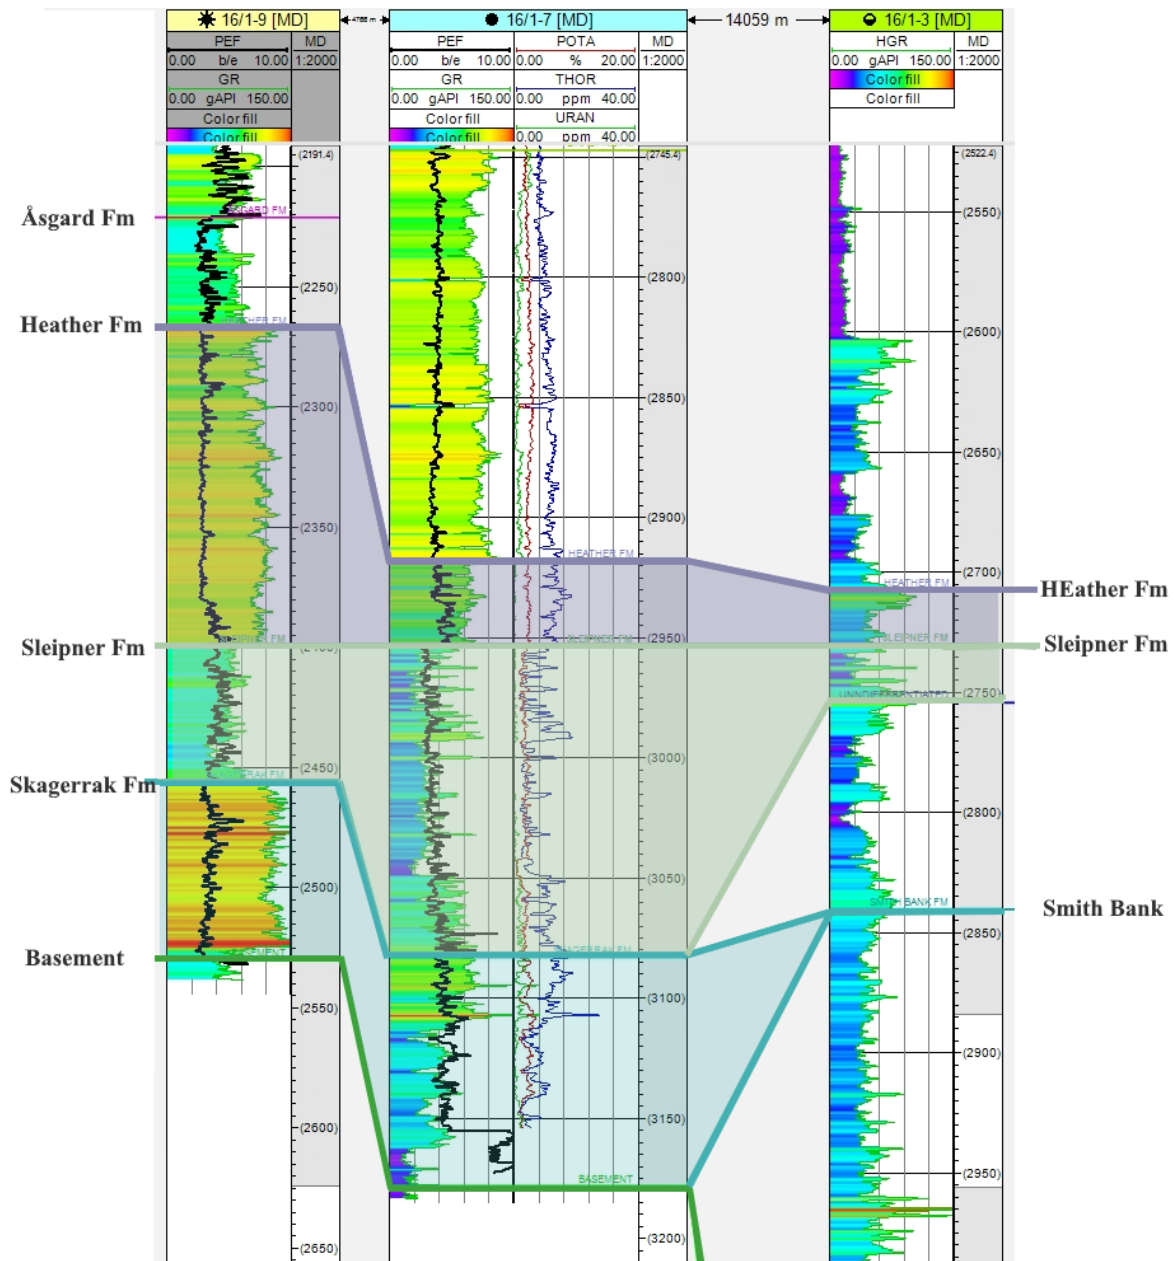 16/1-9 [MD]
4766 m
16/1-7 [MD]
14059 m
16/1-3 [MD]
PEF
MD
PEF
POTA
MD
HGR
MD
0.00 b/e 10.00
1:2000
0.00 b/e 10.00
0.00 % 20.00
1:2000
0.00 gAPI 150.00
1:2000
GR
GR
THOR
Color fill
0.00 gAPI 150.00
0.00 gAPI 150.00
0.00 ppm 40.00
Color fill
Color fill
Color fill
URAN
Color fill
Color fill
0.00 ppm 40.00
(2191.4)
(2745.4)
(2522.4)
Åsgard Fm
ÅSGARD FM
(2550)
(2250)
(2800)
Heather Fm
HEATHER FM
(2600)
(2300)
(2850)
(2650)
(2350)
(2900)
HEATHER FM
(2700)
HEATHER FM
HEather Fm
Sleipner Fm
SLEIPNER FM
(2400)
SLEIPNER FM
(2950)
SLEIPNER FM
Sleipner Fm
(2750)
UNNDIFFERENTIATED
(2450)
(3000)
Skagerrak Fm
SKAGERRAK FM
(2800)
(2500)
(3050)
SMITH BANK FM
Smith Bank
(2850)
Basement
BASEMENT
SKAGERRAK FM
(2550)
(3100)
(2900)
(2600)
(3150)
(2950)
BASEMENT
(2650)
(3200)